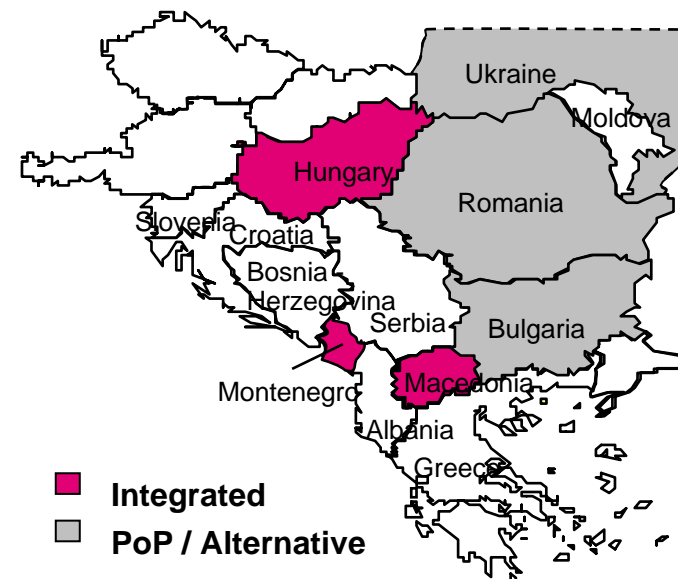 Ukraine
Moldova
Hungary
Romania
Slovenia
Croatia
Bosnia
Herzegovina
Serbia
Bulgaria
Montenegro
Macedonia
Albania
Greece
Integrated
PoP / Alternative